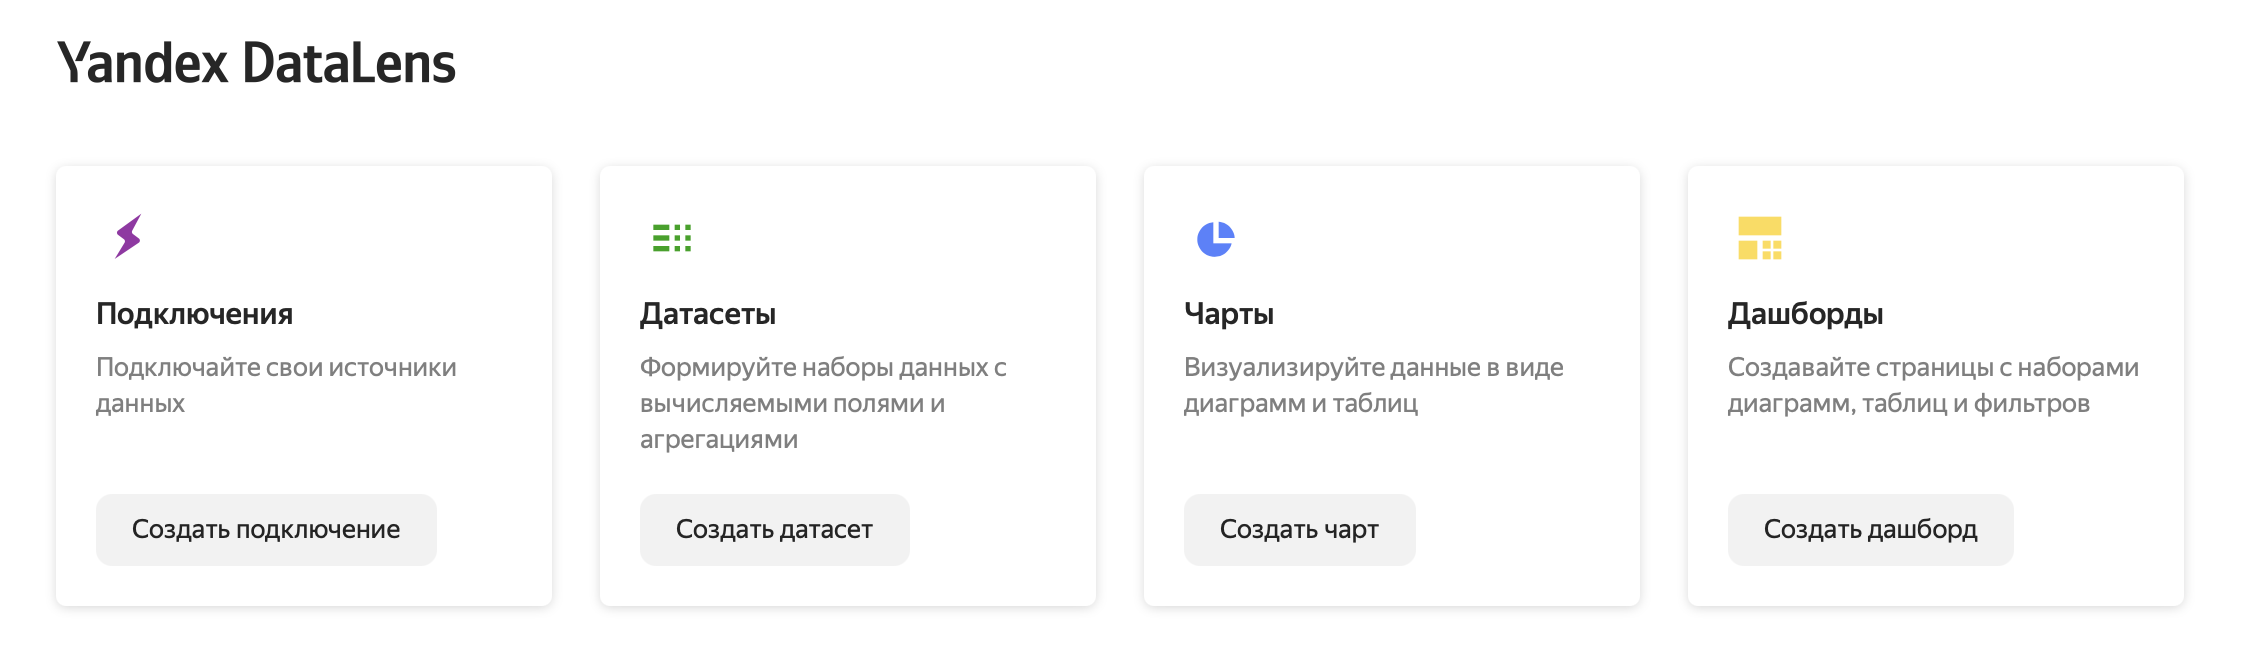 Yandex DataLens
Подключения
Подключайте свои источники
данных
Создать подключение
Датасеты
Формируйте наборы данных с
вычисляемыми полями и
агрегациями
Создать датасет
Чарты
Визуализируйте данные в виде
диаграмм и таблиц
Создать чарт
Дашборды
Создавайте страницы с наборами
диаграмм, таблиц и фильтров
Создать дашборд